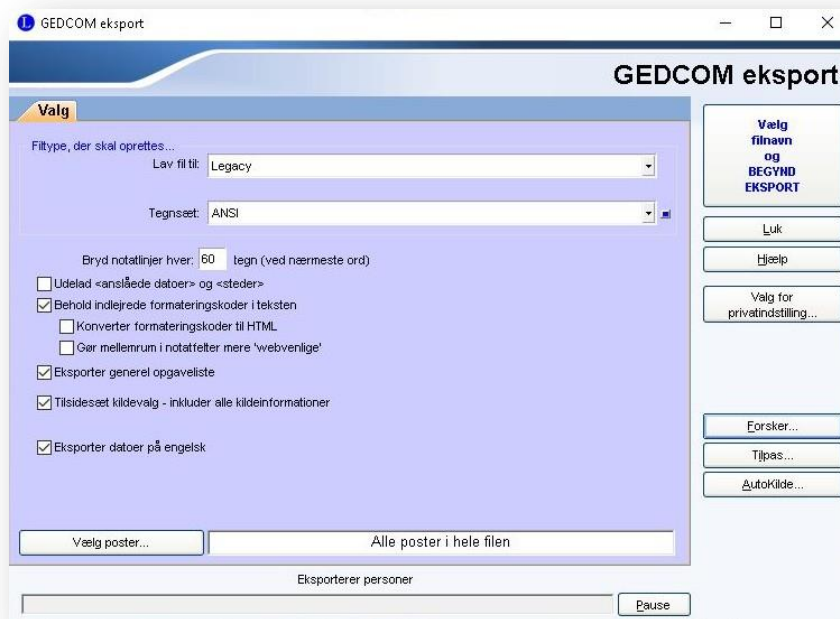 GEDCOM eksport
GEDCOM eksport
Valg
Filtype, der skal oprettes...
Lav fil til: Legacy
Tegnsæt: ANSI
Bryd notatlinjer hver: 60 tegn (ved nærmeste ord)
Udelad <anslåede datoer> og <steder>
Behold indlejrede formateringskoder i teksten
Konverter formateringskoder til HTML
Gør mellemrum i notatfelter mere 'webvenlige'
Eksporter generel opgaveliste
Tilsidesæt kildevalg - inkluder alle kildeinformationer
Eksporter datoer på engelsk
Vælg poster... Alle poster i hele filen
Eksporterer personer
Pause
Vælg
filnavn
og
BEGYND
EKSPORT
Luk
Hjælp
Valg for
privatindstilling...
Forsker...
Tilpas...
AutoKilde...